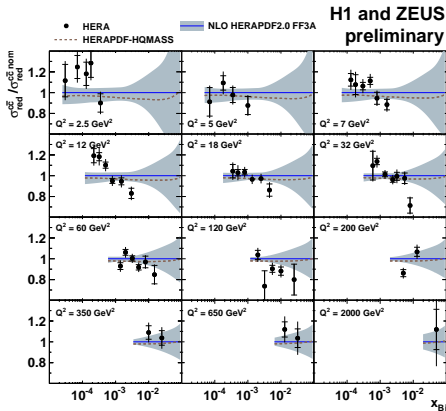 HERA
NLO HERAPDF2.0 FF3A
H1 and ZEUS
HERAPDF-HQMASS
preliminary
σ_red^cc̄ / σ_red^cc̄ nom
1.2
1
0.8
Q² = 2.5 GeV²
Q² = 5 GeV²
Q² = 7 GeV²
Q² = 12 GeV²
Q² = 18 GeV²
Q² = 32 GeV²
1.2
1
0.8
Q² = 60 GeV²
Q² = 120 GeV²
Q² = 200 GeV²
1.2
1
0.8
Q² = 350 GeV²
Q² = 650 GeV²
Q² = 2000 GeV²
1.2
1
0.8
10⁻⁴ 10⁻³ 10⁻² 10⁻⁴ 10⁻³ 10⁻² 10⁻⁴ 10⁻³ 10⁻²
x_Bj